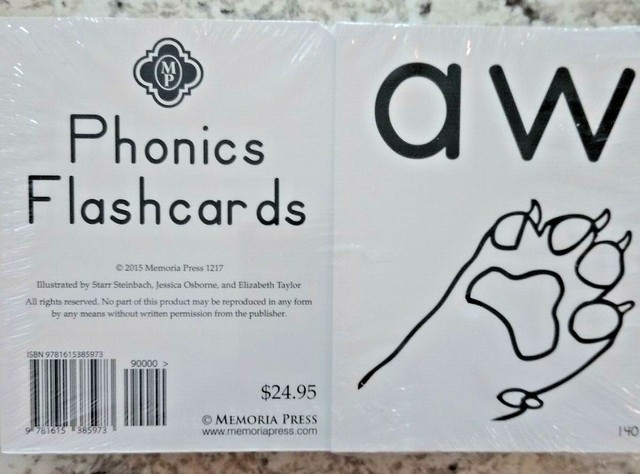 M
P
Phonics
Flashcards
© 2015 Memoria Press 1217
Illustrated by Starr Steinbach, Jessica Osborne, and Elizabeth Taylor
All rights reserved. No part of this product may be reproduced in any form
by any means without written permission from the publisher.
ISBN 9781615385973
90000 >
9 781615 385973
$24.95
© MEMORIA PRESS
www.memoriapress.com
aw
140